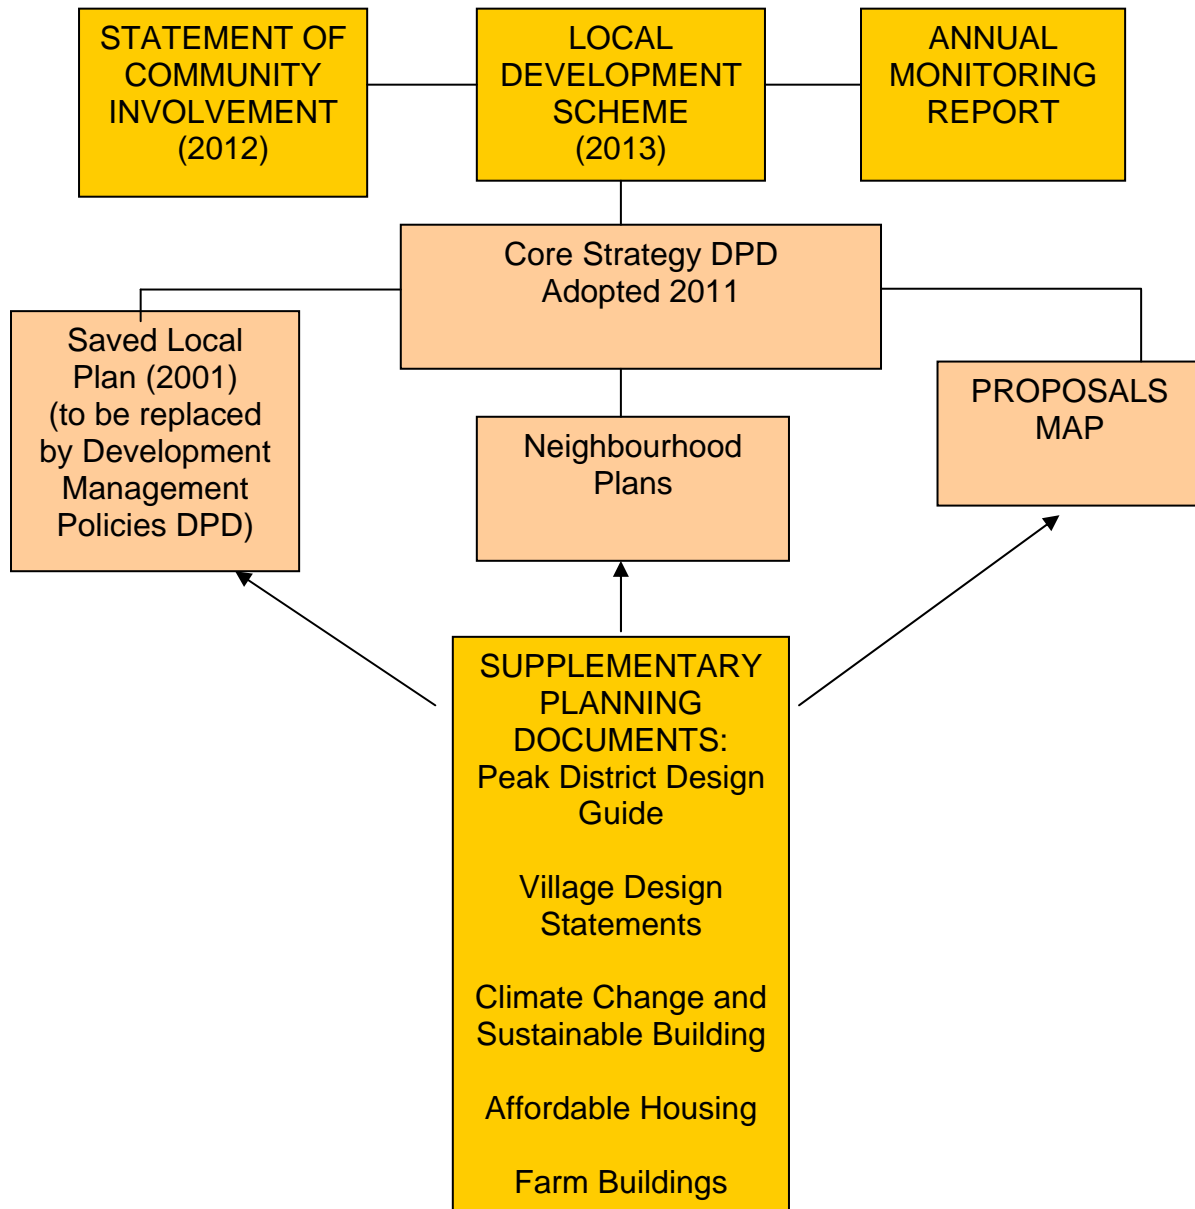 STATEMENT OF
COMMUNITY
INVOLVEMENT
(2012)
LOCAL
DEVELOPMENT
SCHEME
(2013)
ANNUAL
MONITORING
REPORT
Core Strategy DPD
Adopted 2011
Saved Local
Plan (2001)
(to be replaced
by Development
Management
Policies DPD)
Neighbourhood
Plans
PROPOSALS
MAP
SUPPLEMENTARY
PLANNING
DOCUMENTS:
Peak District Design
Guide
Village Design
Statements
Climate Change and
Sustainable Building
Affordable Housing
Farm Buildings